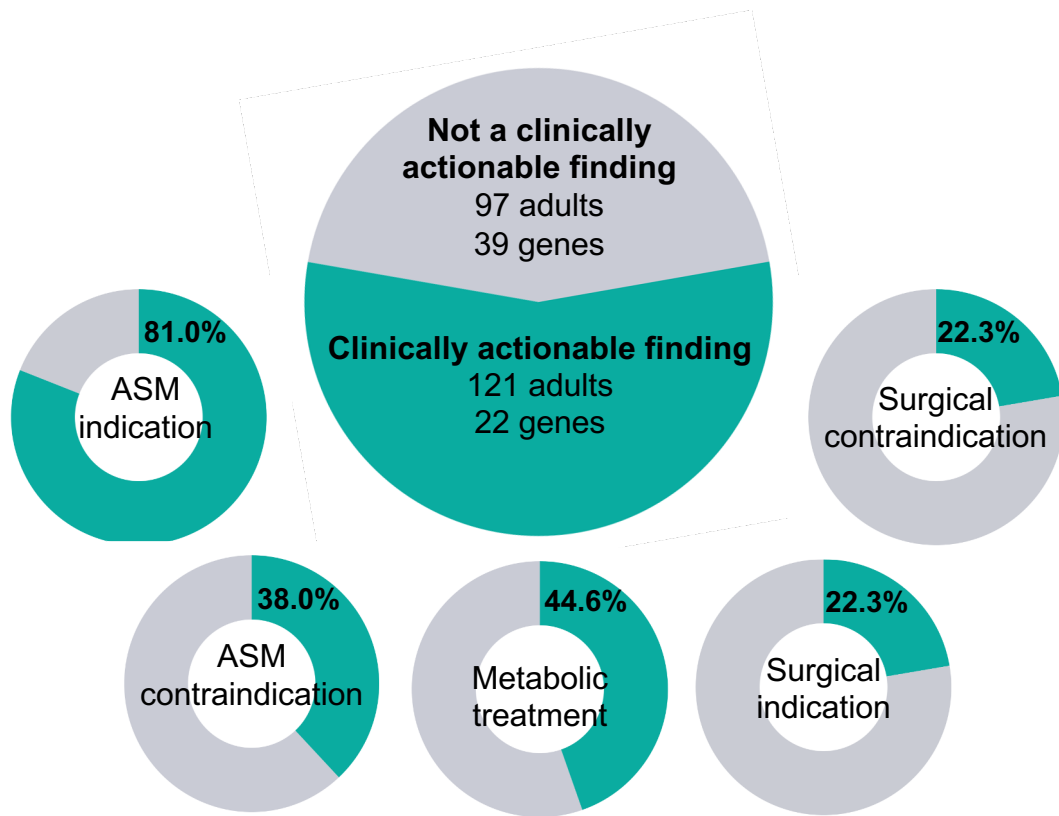 Not a clinically
actionable finding
97 adults
39 genes
Clinically actionable finding
121 adults
22 genes
81.0%
ASM
indication
22.3%
Surgical
contraindication
38.0%
ASM
contraindication
44.6%
Metabolic
treatment
22.3%
Surgical
indication